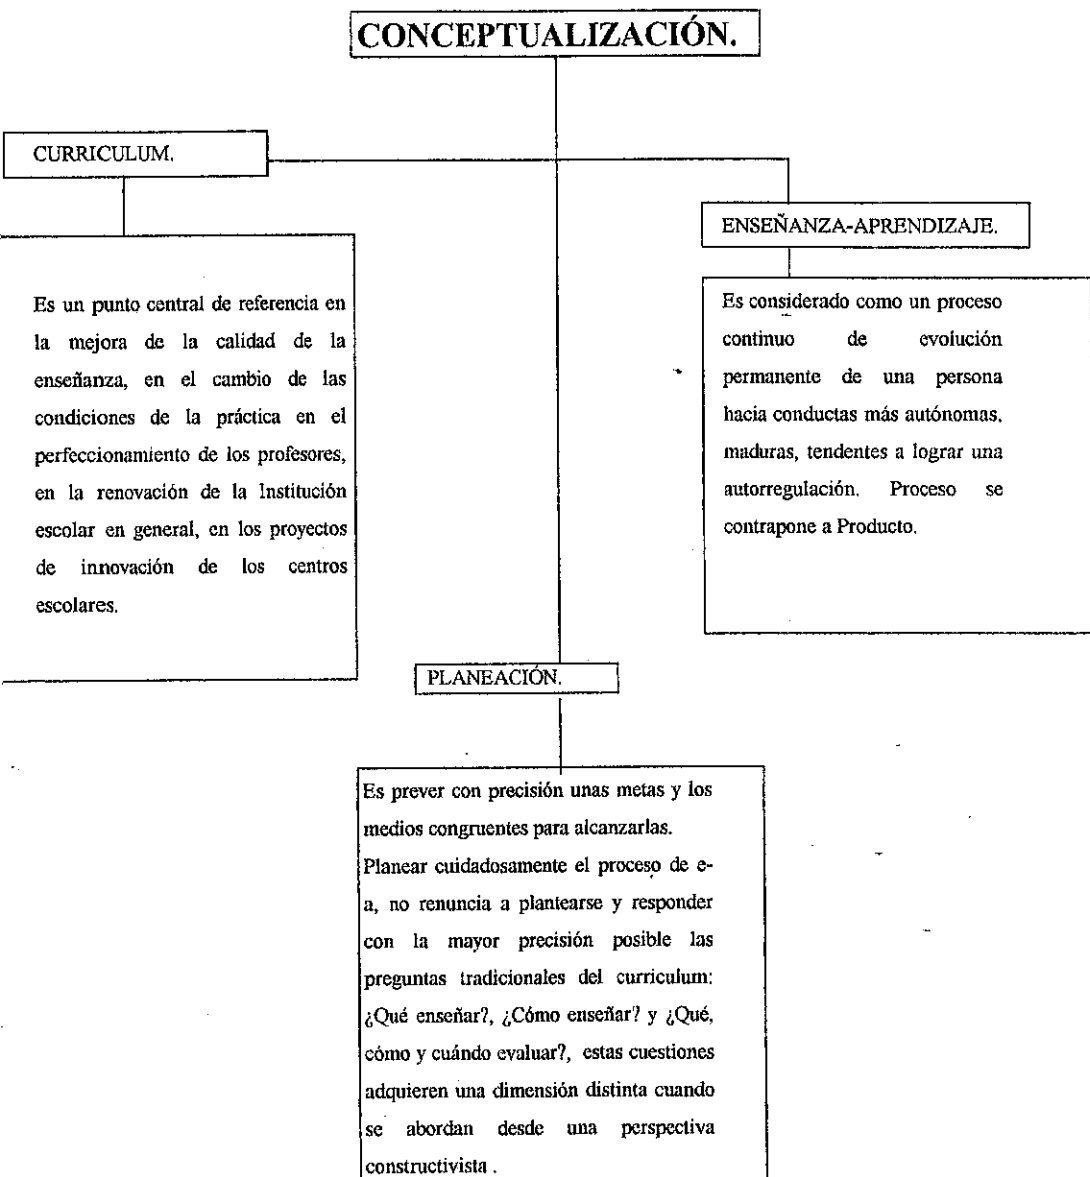 CONCEPTUALIZACIÓN.
CURRICULUM.
Es un punto central de referencia en
la mejora de la calidad de la
enseñanza, en el cambio de las
condiciones de la práctica en el
perfeccionamiento de los profesores,
en la renovación de la Institución
escolar en general, en los proyectos
de innovación de los centros
escolares.
ENSEÑANZA-APRENDIZAJE.
Es considerado como un proceso
continuo de evolución
permanente de una persona
hacia conductas más autónomas,
maduras, tendentes a lograr una
autorregulación. Proceso se
contrapone a Producto.
PLANEACIÓN.
Es prever con precisión unas metas y los
medios congruentes para alcanzarlas.
Planear cuidadosamente el proceso de e-
a, no renuncia a plantearse y responder
con la mayor precisión posible las
preguntas tradicionales del curriculum:
¿Qué enseñar?, ¿Cómo enseñar? y ¿Qué,
cómo y cuándo evaluar?, estas cuestiones
adquieren una dimensión distinta cuando
se abordan desde una perspectiva
constructivista .